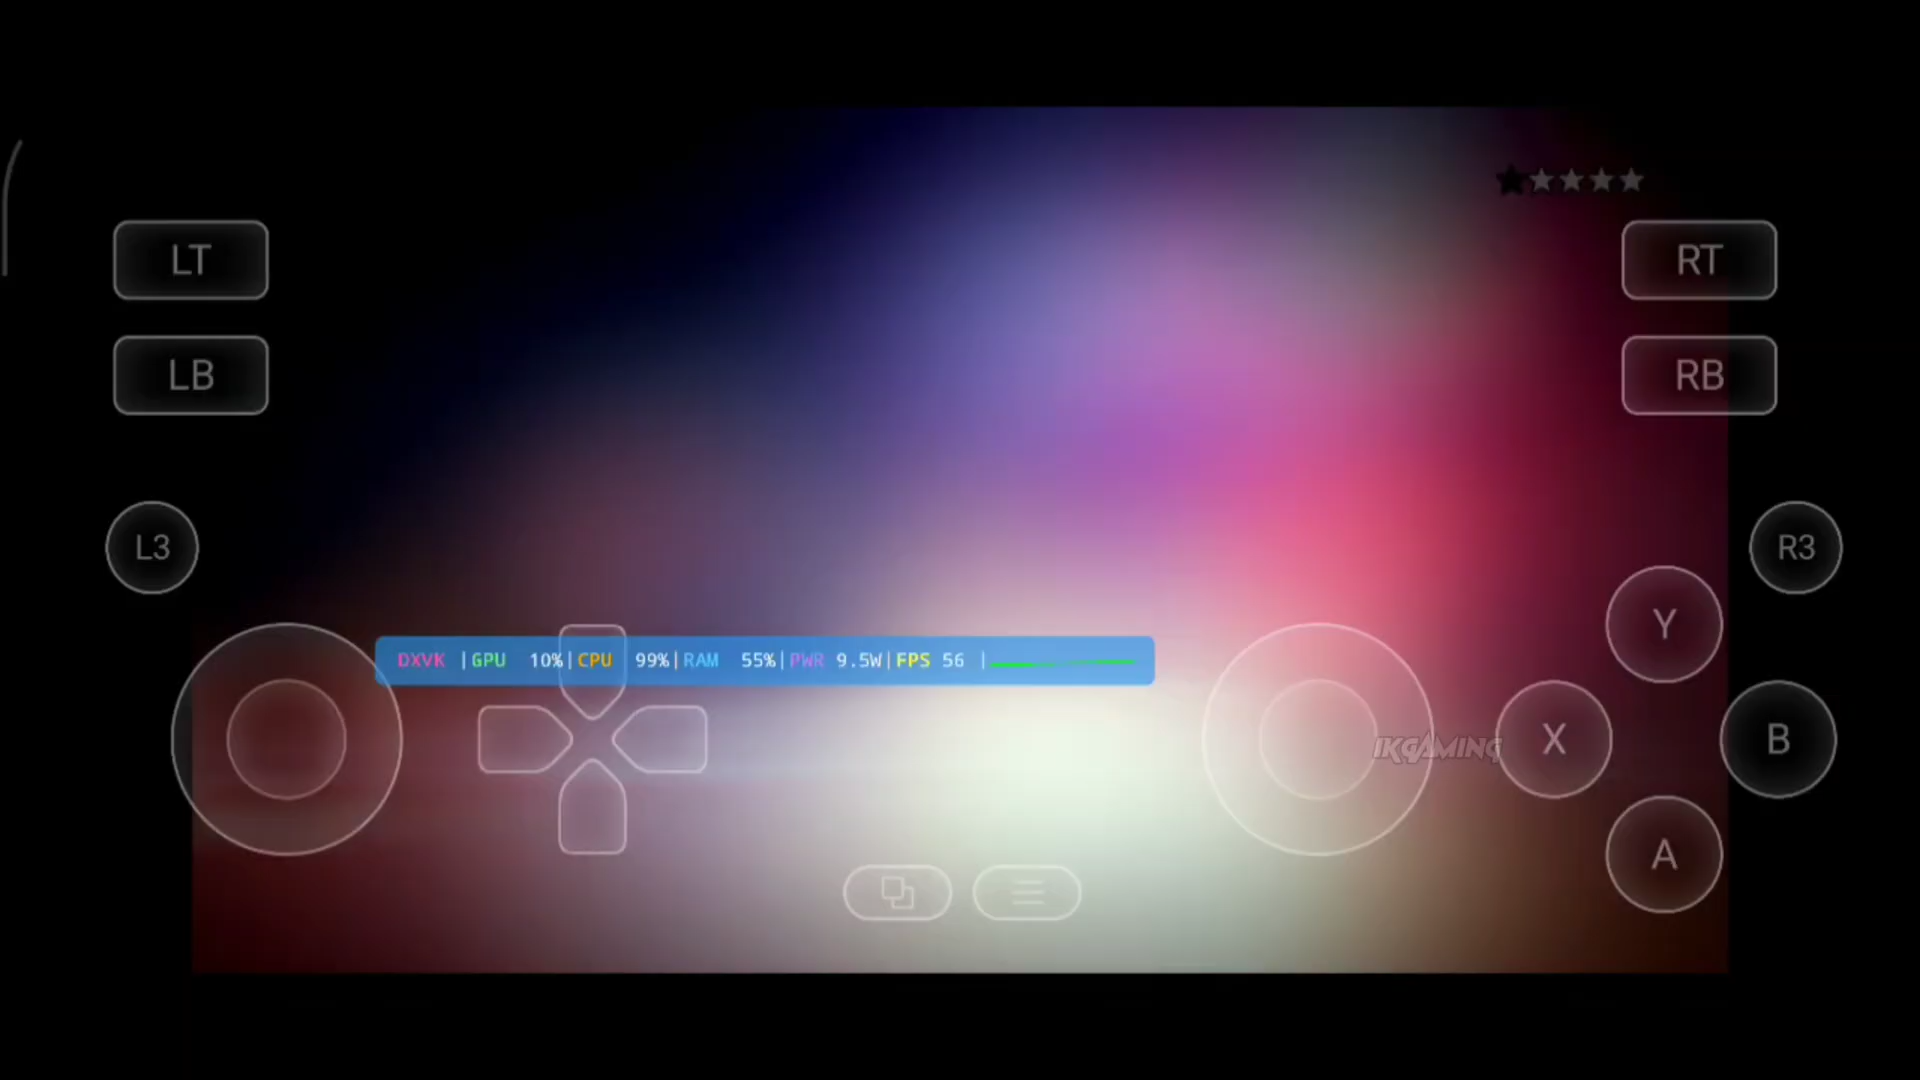 LT
RT
LB
RB
L3
R3
Y
DXVK |GPU 10%|CPU 99%|RAM 55%|PWR 9.5W|FPS 56 |
IKGAMING
X
B
A